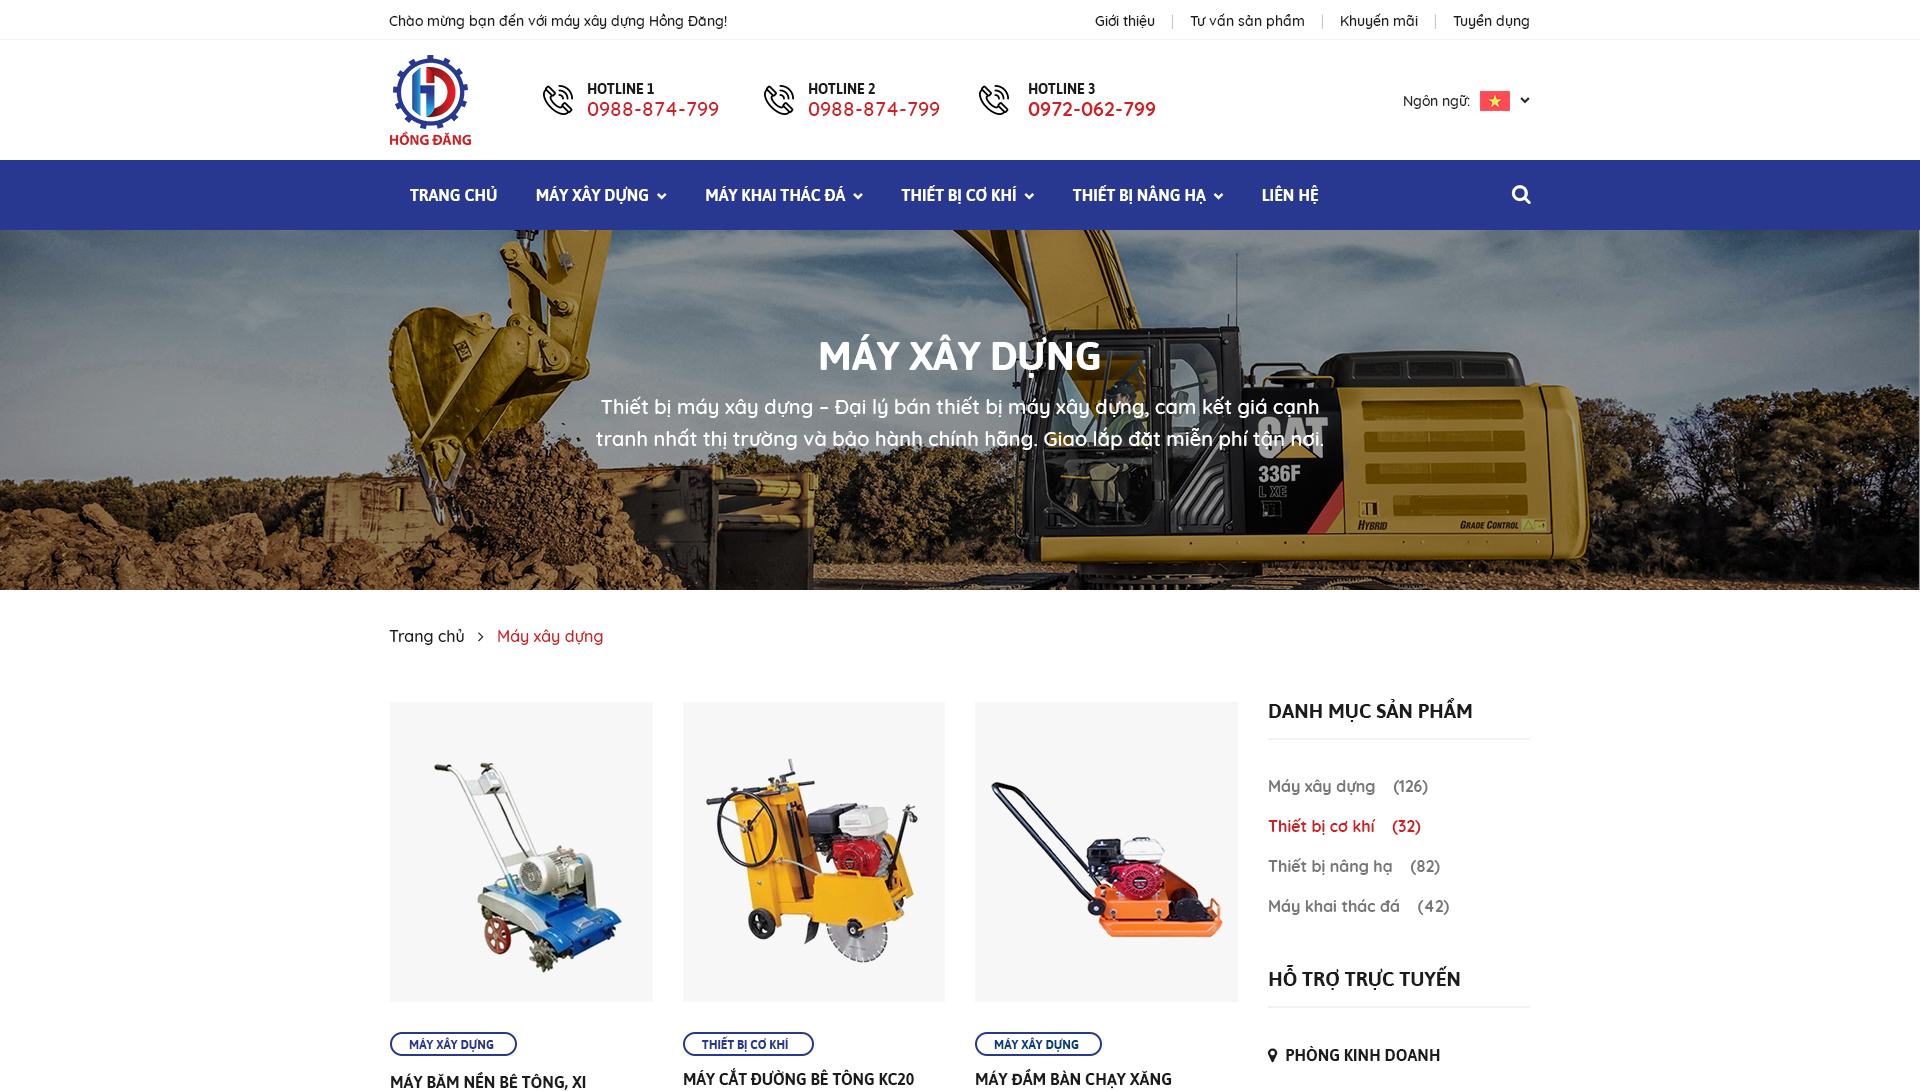 Chào mừng bạn đến với máy xây dựng Hồng Đăng!
Giới thiệu | Tư vấn sản phẩm | Khuyến mãi | Tuyển dụng
HỒNG ĐĂNG
HOTLINE 1
0988-874-799
HOTLINE 2
0988-874-799
HOTLINE 3
0972-062-799
Ngôn ngữ:
TRANG CHỦ MÁY XÂY DỰNG MÁY KHAI THÁC ĐÁ THIẾT BỊ CƠ KHÍ THIẾT BỊ NÂNG HẠ LIÊN HỆ
MÁY XÂY DỰNG
Thiết bị máy xây dựng – Đại lý bán thiết bị máy xây dựng, cam kết giá cạnh
tranh nhất thị trường và bảo hành chính hãng. Giao lắp đặt miễn phí tận nơi.
CAT
336F
L XE
HYBRID
GRADE CONTROL
Trang chủ > Máy xây dựng
MÁY XÂY DỰNG
MÁY BĂM NỀN BÊ TÔNG, XI
THIẾT BỊ CƠ KHÍ
MÁY CẮT ĐƯỜNG BÊ TÔNG KC20
MÁY XÂY DỰNG
MÁY ĐẦM BÀN CHẠY XĂNG
DANH MỤC SẢN PHẨM
Máy xây dựng (126)
Thiết bị cơ khí (32)
Thiết bị nâng hạ (82)
Máy khai thác đá (42)
HỖ TRỢ TRỰC TUYẾN
PHÒNG KINH DOANH